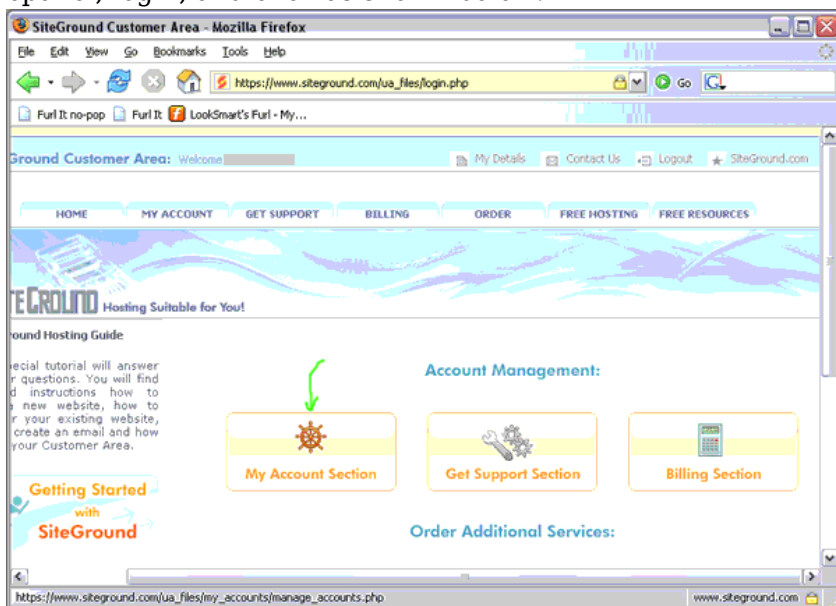 SiteGround Customer Area - Mozilla Firefox
File Edit View Go Bookmarks Tools Help
https://www.siteground.com/ua_files/login.php Go
Furl It no-pop Furl It LookSmart's Furl - My...
Ground Customer Area: Welcome My Details Contact Us Logout SiteGround.com
HOME MY ACCOUNT GET SUPPORT BILLING ORDER FREE HOSTING FREE RESOURCES
TEGROUND Hosting Suitable for You!
ound Hosting Guide
ecial tutorial will answer
r questions. You will find
d instructions how to
new website, how to
r your existing website,
create an email and how
your Customer Area.
Getting Started
with
SiteGround
Account Management:
My Account Section Get Support Section Billing Section
Order Additional Services:
https://www.siteground.com/ua_files/my_accounts/manage_accounts.php www.siteground.com